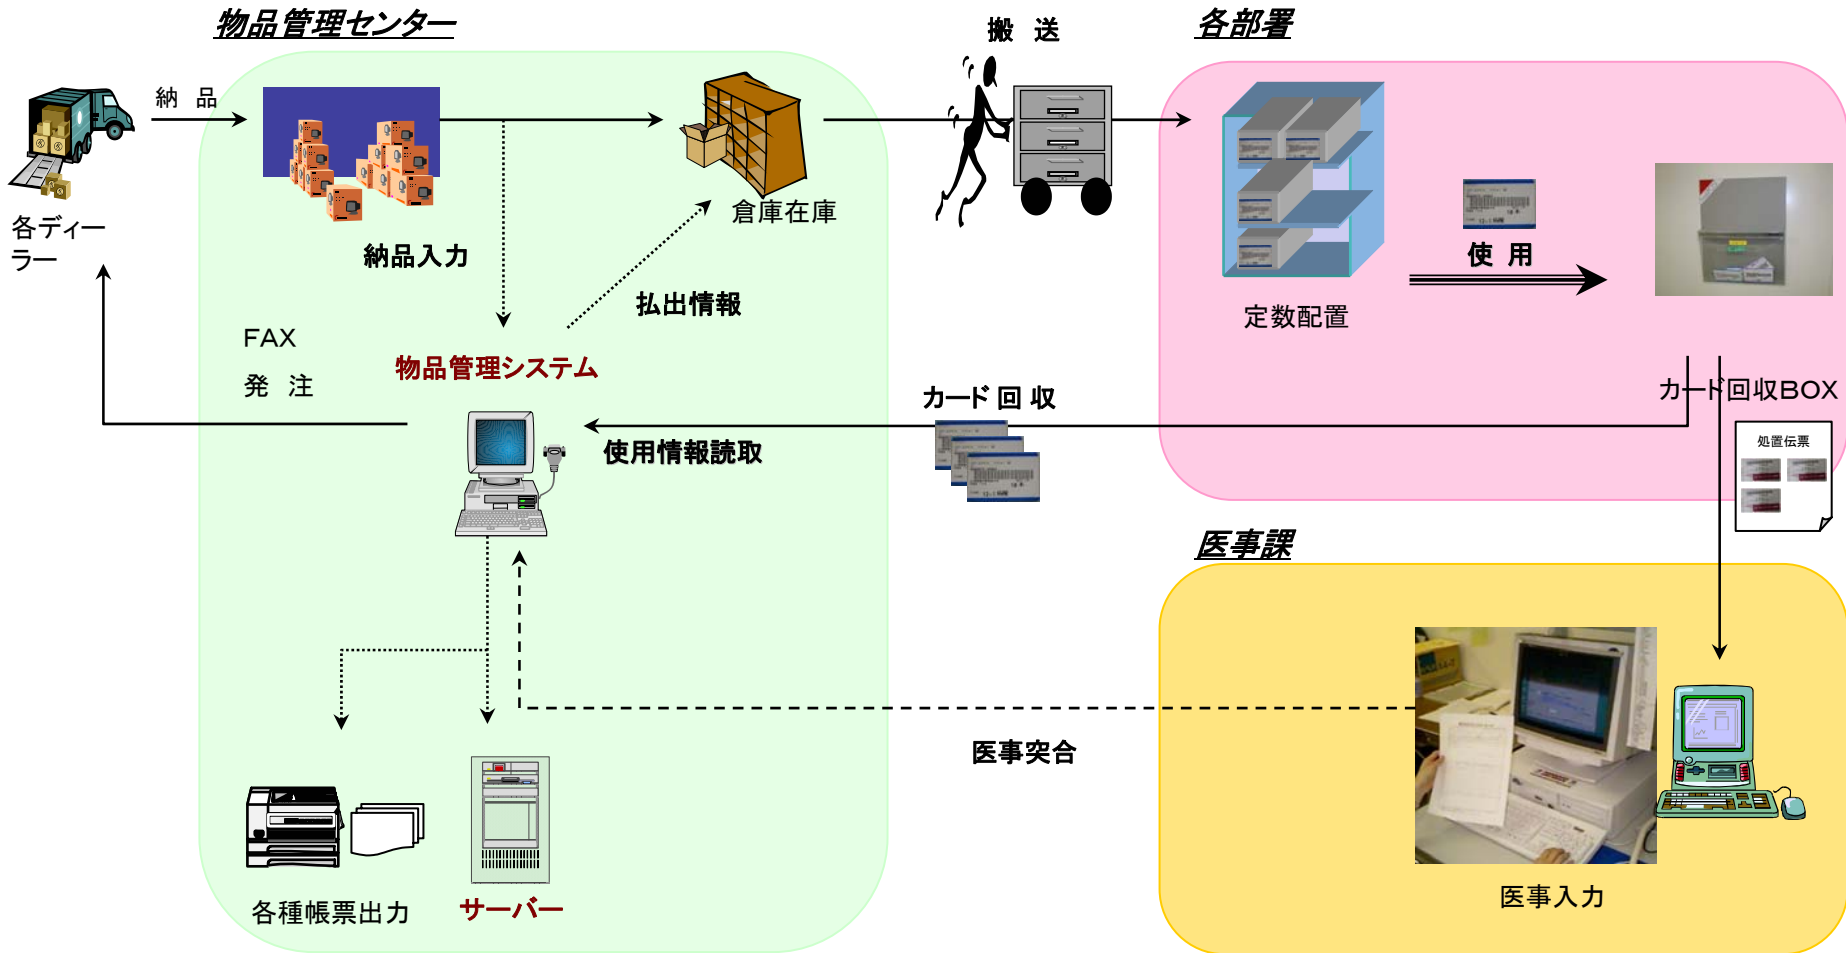 物品管理センター
搬 送
各部署
納 品
各ディー
ラー
倉庫在庫
納品入力
使 用
払出情報
定数配置
FAX
発 注
物品管理システム
カード 回 収
カード回収BOX
使用情報読取
処置伝票
医事課
医事突合
医事入力
各種帳票出力
サーバー